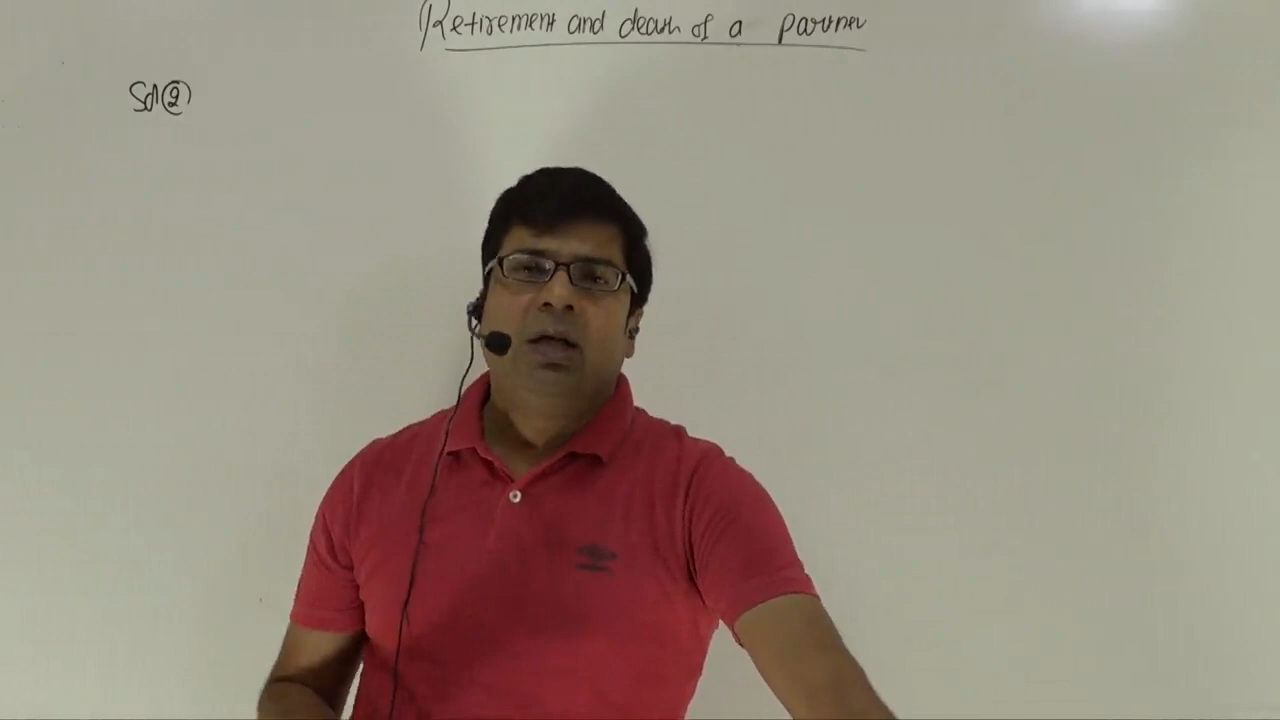 Retirement and death of a partner
Sol (2)